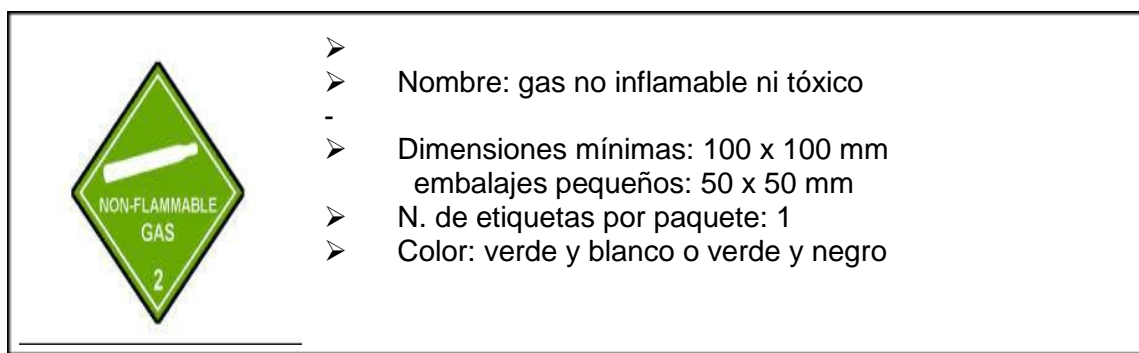 NON-FLAMMABLE
GAS
2
➢
➢ Nombre: gas no inflamable ni tóxico
-
➢ Dimensiones mínimas: 100 x 100 mm
embalajes pequeños: 50 x 50 mm
➢ N. de etiquetas por paquete: 1
➢ Color: verde y blanco o verde y negro